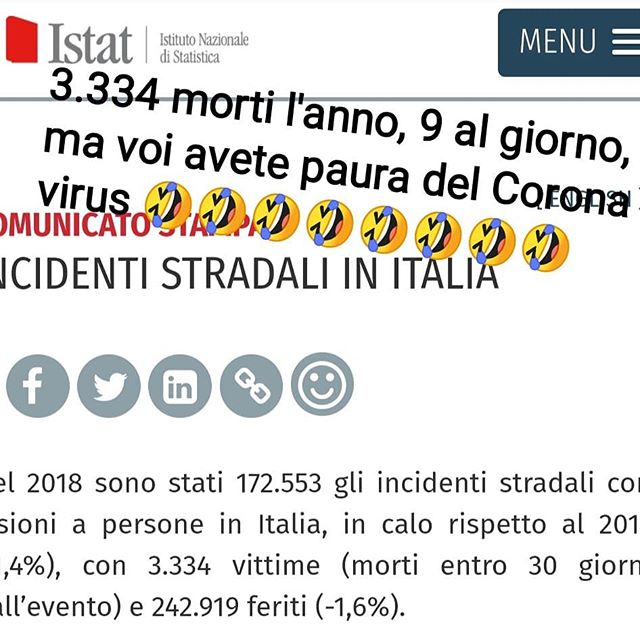 Istat
Istituto Nazionale
di Statistica
MENU
3.334 morti l'anno, 9 al giorno,
ma voi avete paura del Corona
virus 🤣🤣🤣🤣🤣🤣🤣🤣
[ENGLISH]
OMUNICATO STAMPA
NCIDENTI STRADALI IN ITALIA
el 2018 sono stati 172.553 gli incidenti stradali con
sioni a persone in Italia, in calo rispetto al 201
1,4%), con 3.334 vittime (morti entro 30 giorn
all'evento) e 242.919 feriti (-1,6%).